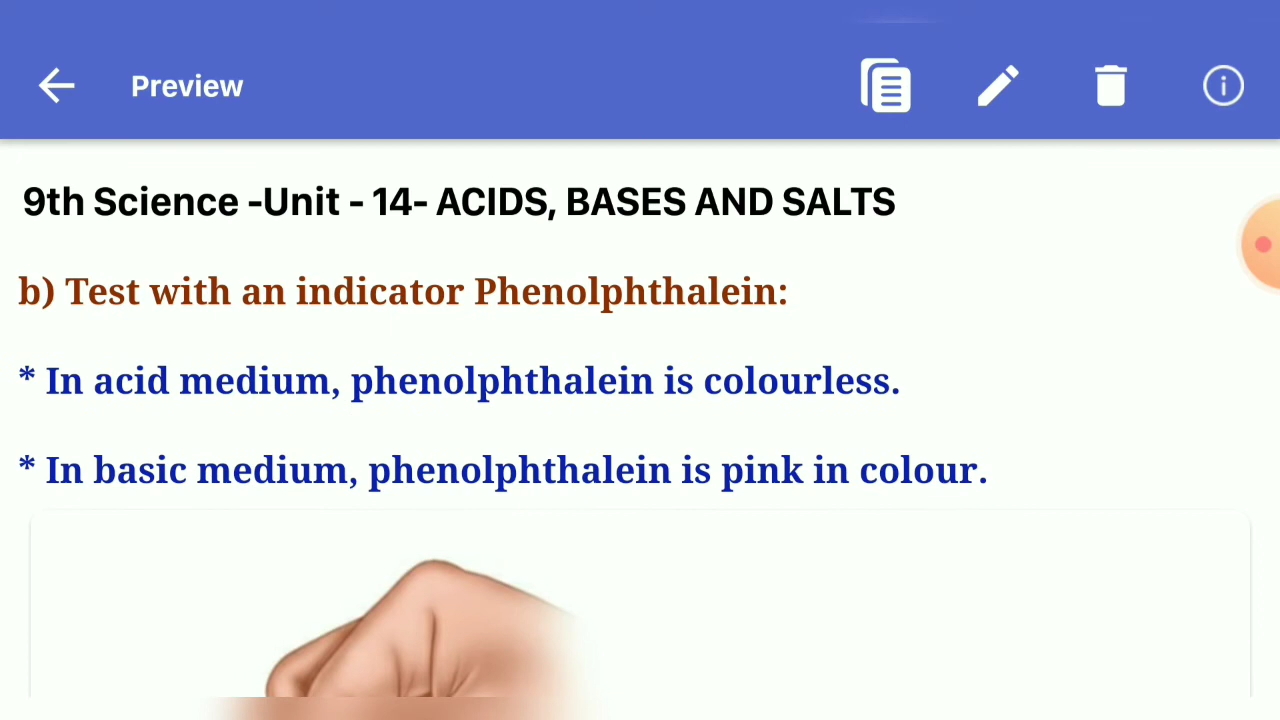 Preview
9th Science -Unit - 14- ACIDS, BASES AND SALTS
b) Test with an indicator Phenolphthalein:
* In acid medium, phenolphthalein is colourless.
* In basic medium, phenolphthalein is pink in colour.